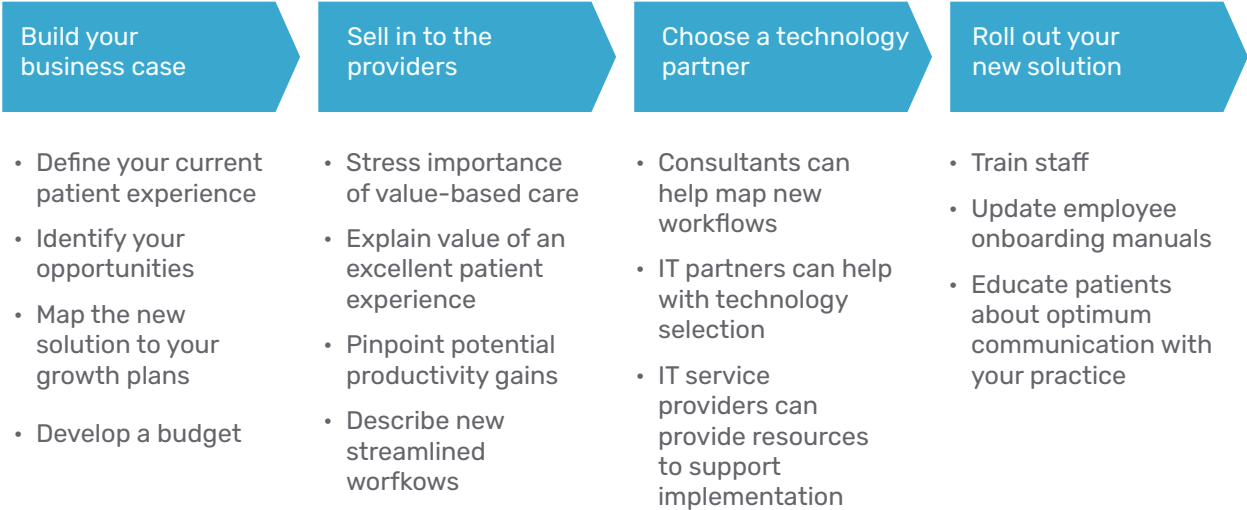 Build your
business case
• Define your current
patient experience
• Identify your
opportunities
• Map the new
solution to your
growth plans
• Develop a budget
Sell in to the
providers
• Stress importance
of value-based care
• Explain value of an
excellent patient
experience
• Pinpoint potential
productivity gains
• Describe new
streamlined
worfkows
Choose a technology
partner
• Consultants can
help map new
workflows
• IT partners can help
with technology
selection
• IT service
providers can
provide resources
to support
implementation
Roll out your
new solution
• Train staff
• Update employee
onboarding manuals
• Educate patients
about optimum
communication with
your practice